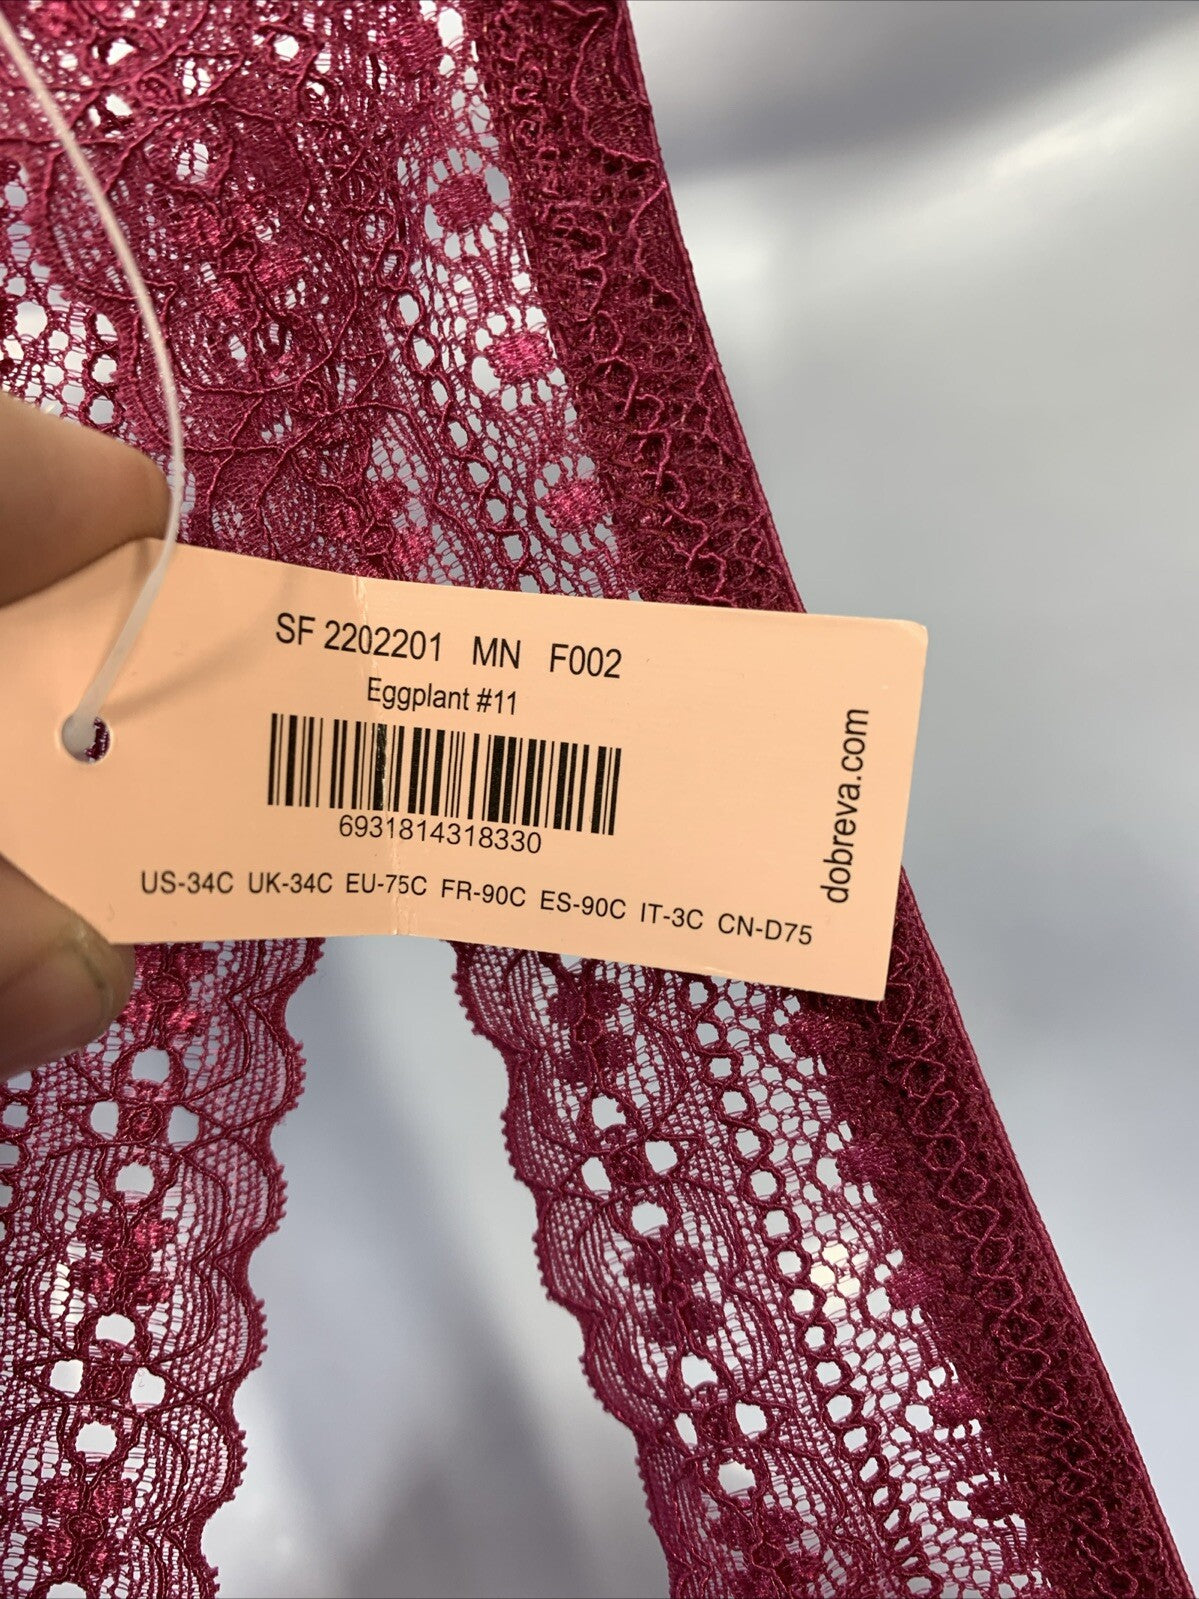 SF 2202201 MN F002
Eggplant #11
6931814318330
US-34C UK-34C EU-75C FR-90C ES-90C IT-3C CN-D75
dobreva.com